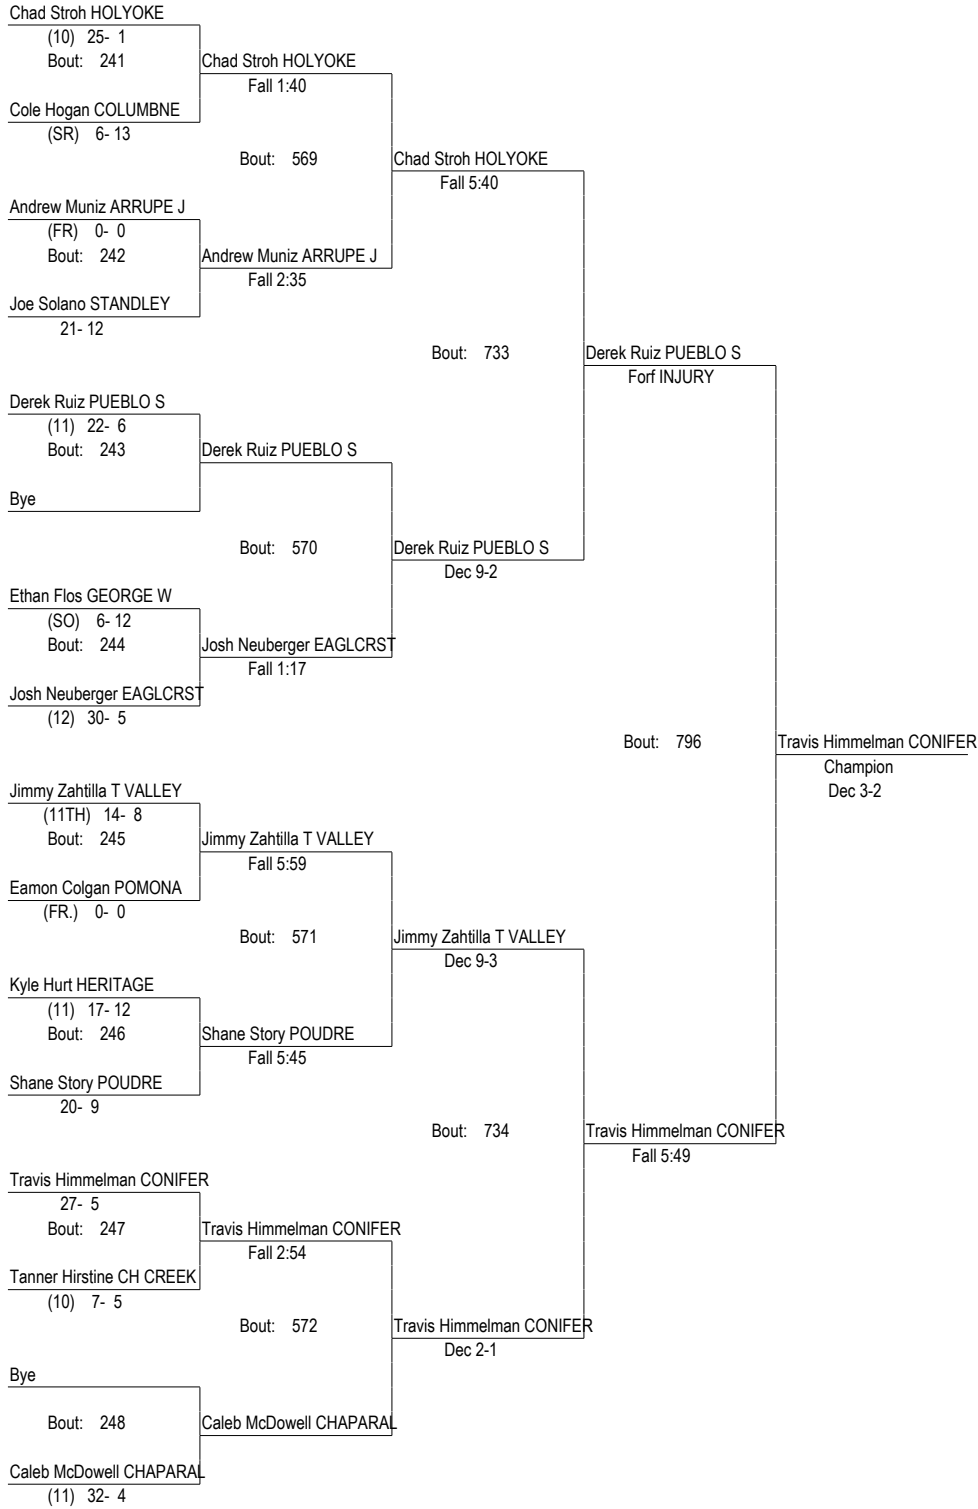 Chad Stroh HOLYOKE
(10) 25- 1
Bout: 241
Chad Stroh HOLYOKE
Fall 1:40
Cole Hogan COLUMBNE
(SR) 6- 13
Bout: 569
Chad Stroh HOLYOKE
Fall 5:40
Andrew Muniz ARRUPE J
(FR) 0- 0
Bout: 242
Andrew Muniz ARRUPE J
Fall 2:35
Joe Solano STANDLEY
21- 12
Bout: 733
Derek Ruiz PUEBLO S
Forf INJURY
Derek Ruiz PUEBLO S
(11) 22- 6
Bout: 243
Derek Ruiz PUEBLO S
Bye
Bout: 570
Derek Ruiz PUEBLO S
Dec 9-2
Ethan Flos GEORGE W
(SO) 6- 12
Bout: 244
Josh Neuberger EAGLCRST
Fall 1:17
Josh Neuberger EAGLCRST
(12) 30- 5
Bout: 796
Travis Himmelman CONIFER
Champion
Dec 3-2
Jimmy Zahtilla T VALLEY
(11TH) 14- 8
Bout: 245
Jimmy Zahtilla T VALLEY
Fall 5:59
Eamon Colgan POMONA
(FR.) 0- 0
Bout: 571
Jimmy Zahtilla T VALLEY
Dec 9-3
Kyle Hurt HERITAGE
(11) 17- 12
Bout: 246
Shane Story POUDRE
Fall 5:45
Shane Story POUDRE
20- 9
Bout: 734
Travis Himmelman CONIFER
Fall 5:49
Travis Himmelman CONIFER
27- 5
Bout: 247
Travis Himmelman CONIFER
Fall 2:54
Tanner Hirstine CH CREEK
(10) 7- 5
Bout: 572
Travis Himmelman CONIFER
Dec 2-1
Bye
Bout: 248
Caleb McDowell CHAPARAL
Caleb McDowell CHAPARAL
(11) 32- 4